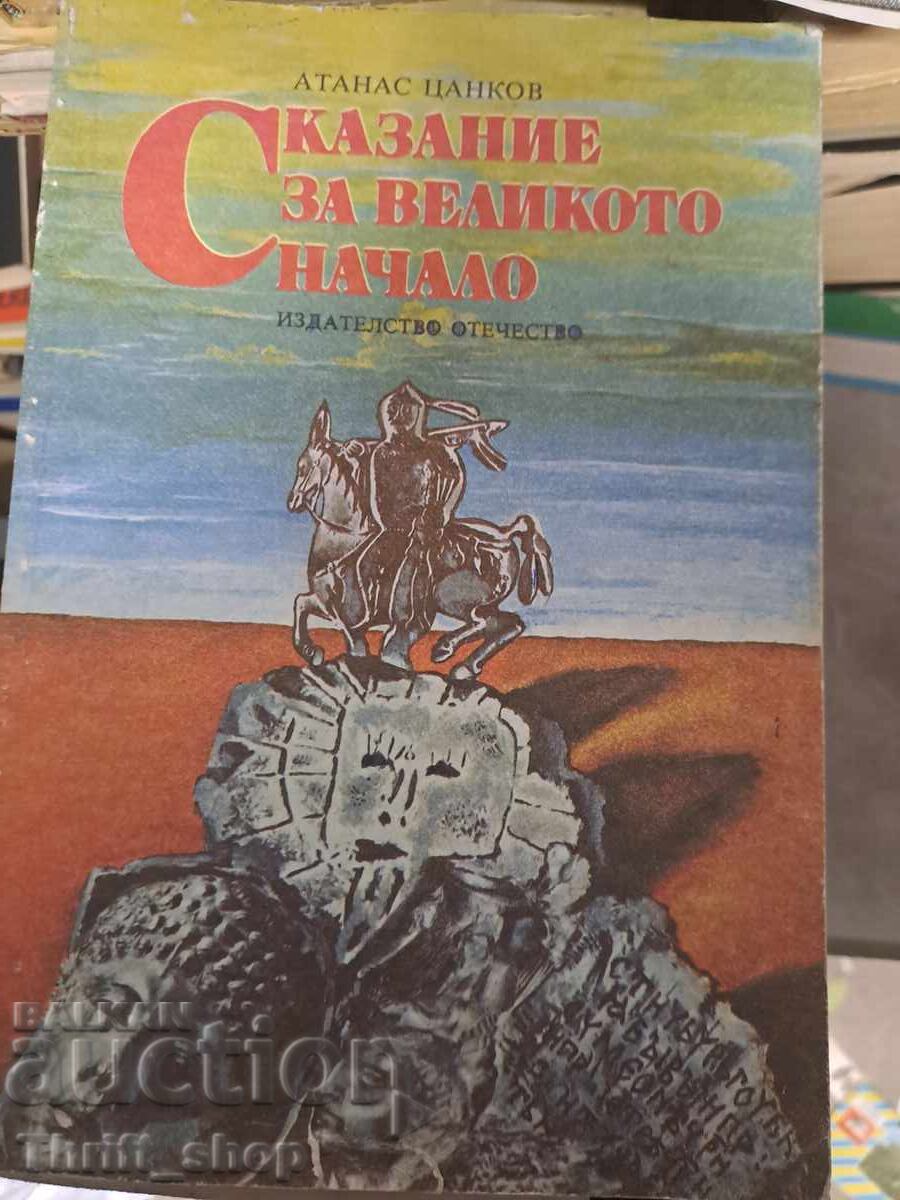 АТАНАС ЦАНКОВ
СКАЗАНИЕ
ЗА ВЕЛИКОТО
НАЧАЛО
ИЗДАТЕЛСТВО ОТЕЧЕСТВО
BALKAN
auction
Thrift_shop